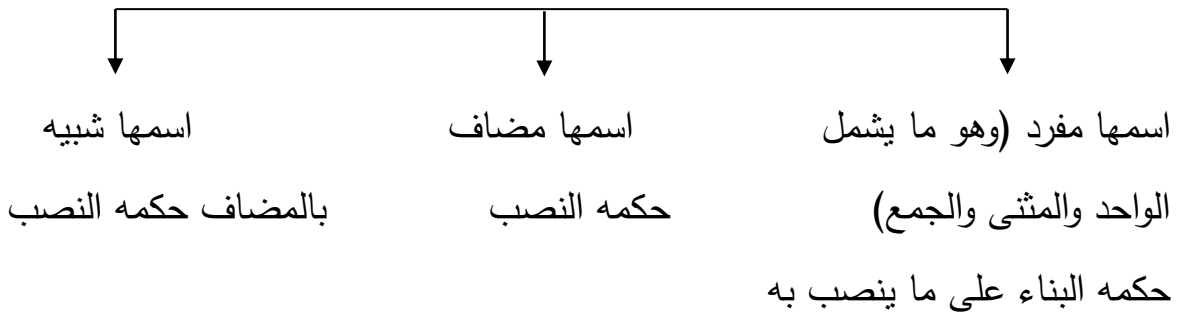 اسمها مفرد (وهو ما يشمل
الواحد والمثنى والجمع)
حكمه البناء على ما ينصب به
اسمها مضاف
حكمه النصب
اسمها شبيه
بالمضاف حكمه النصب